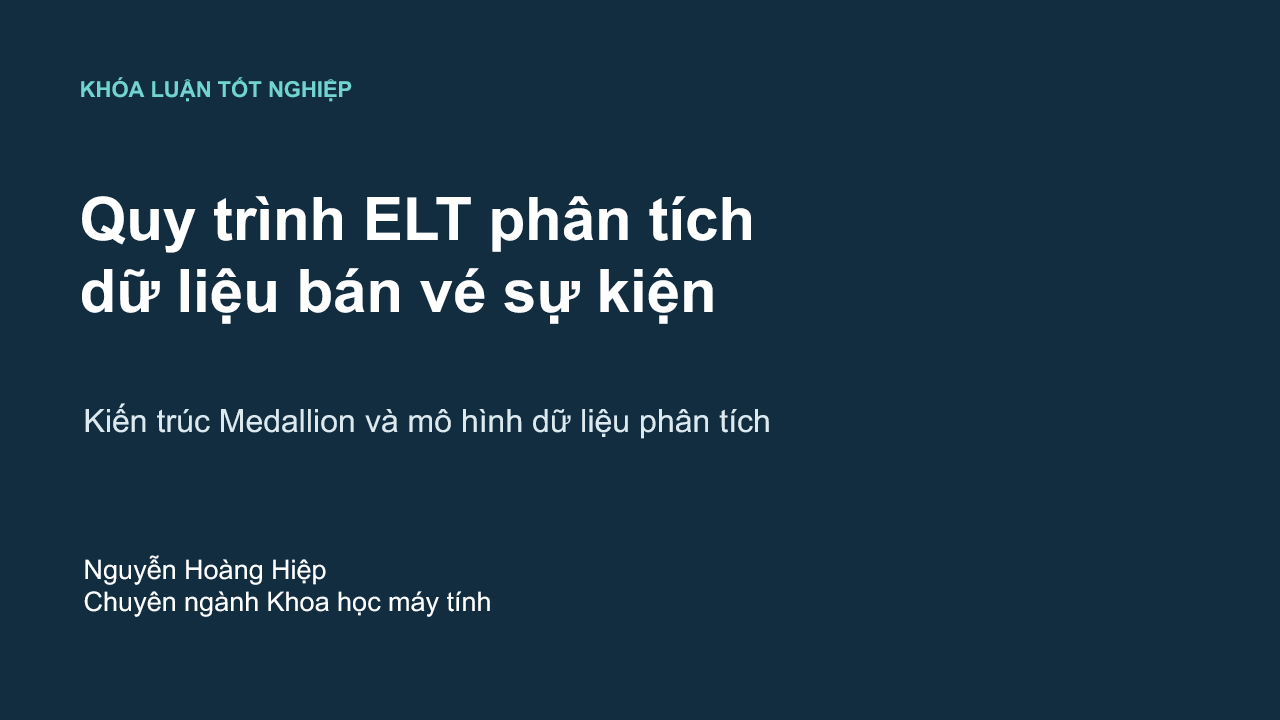 KHÓA LUẬN TỐT NGHIỆP
Quy trình ELT phân tích
dữ liệu bán vé sự kiện
Kiến trúc Medallion và mô hình dữ liệu phân tích
Nguyễn Hoàng Hiệp
Chuyên ngành Khoa học máy tính